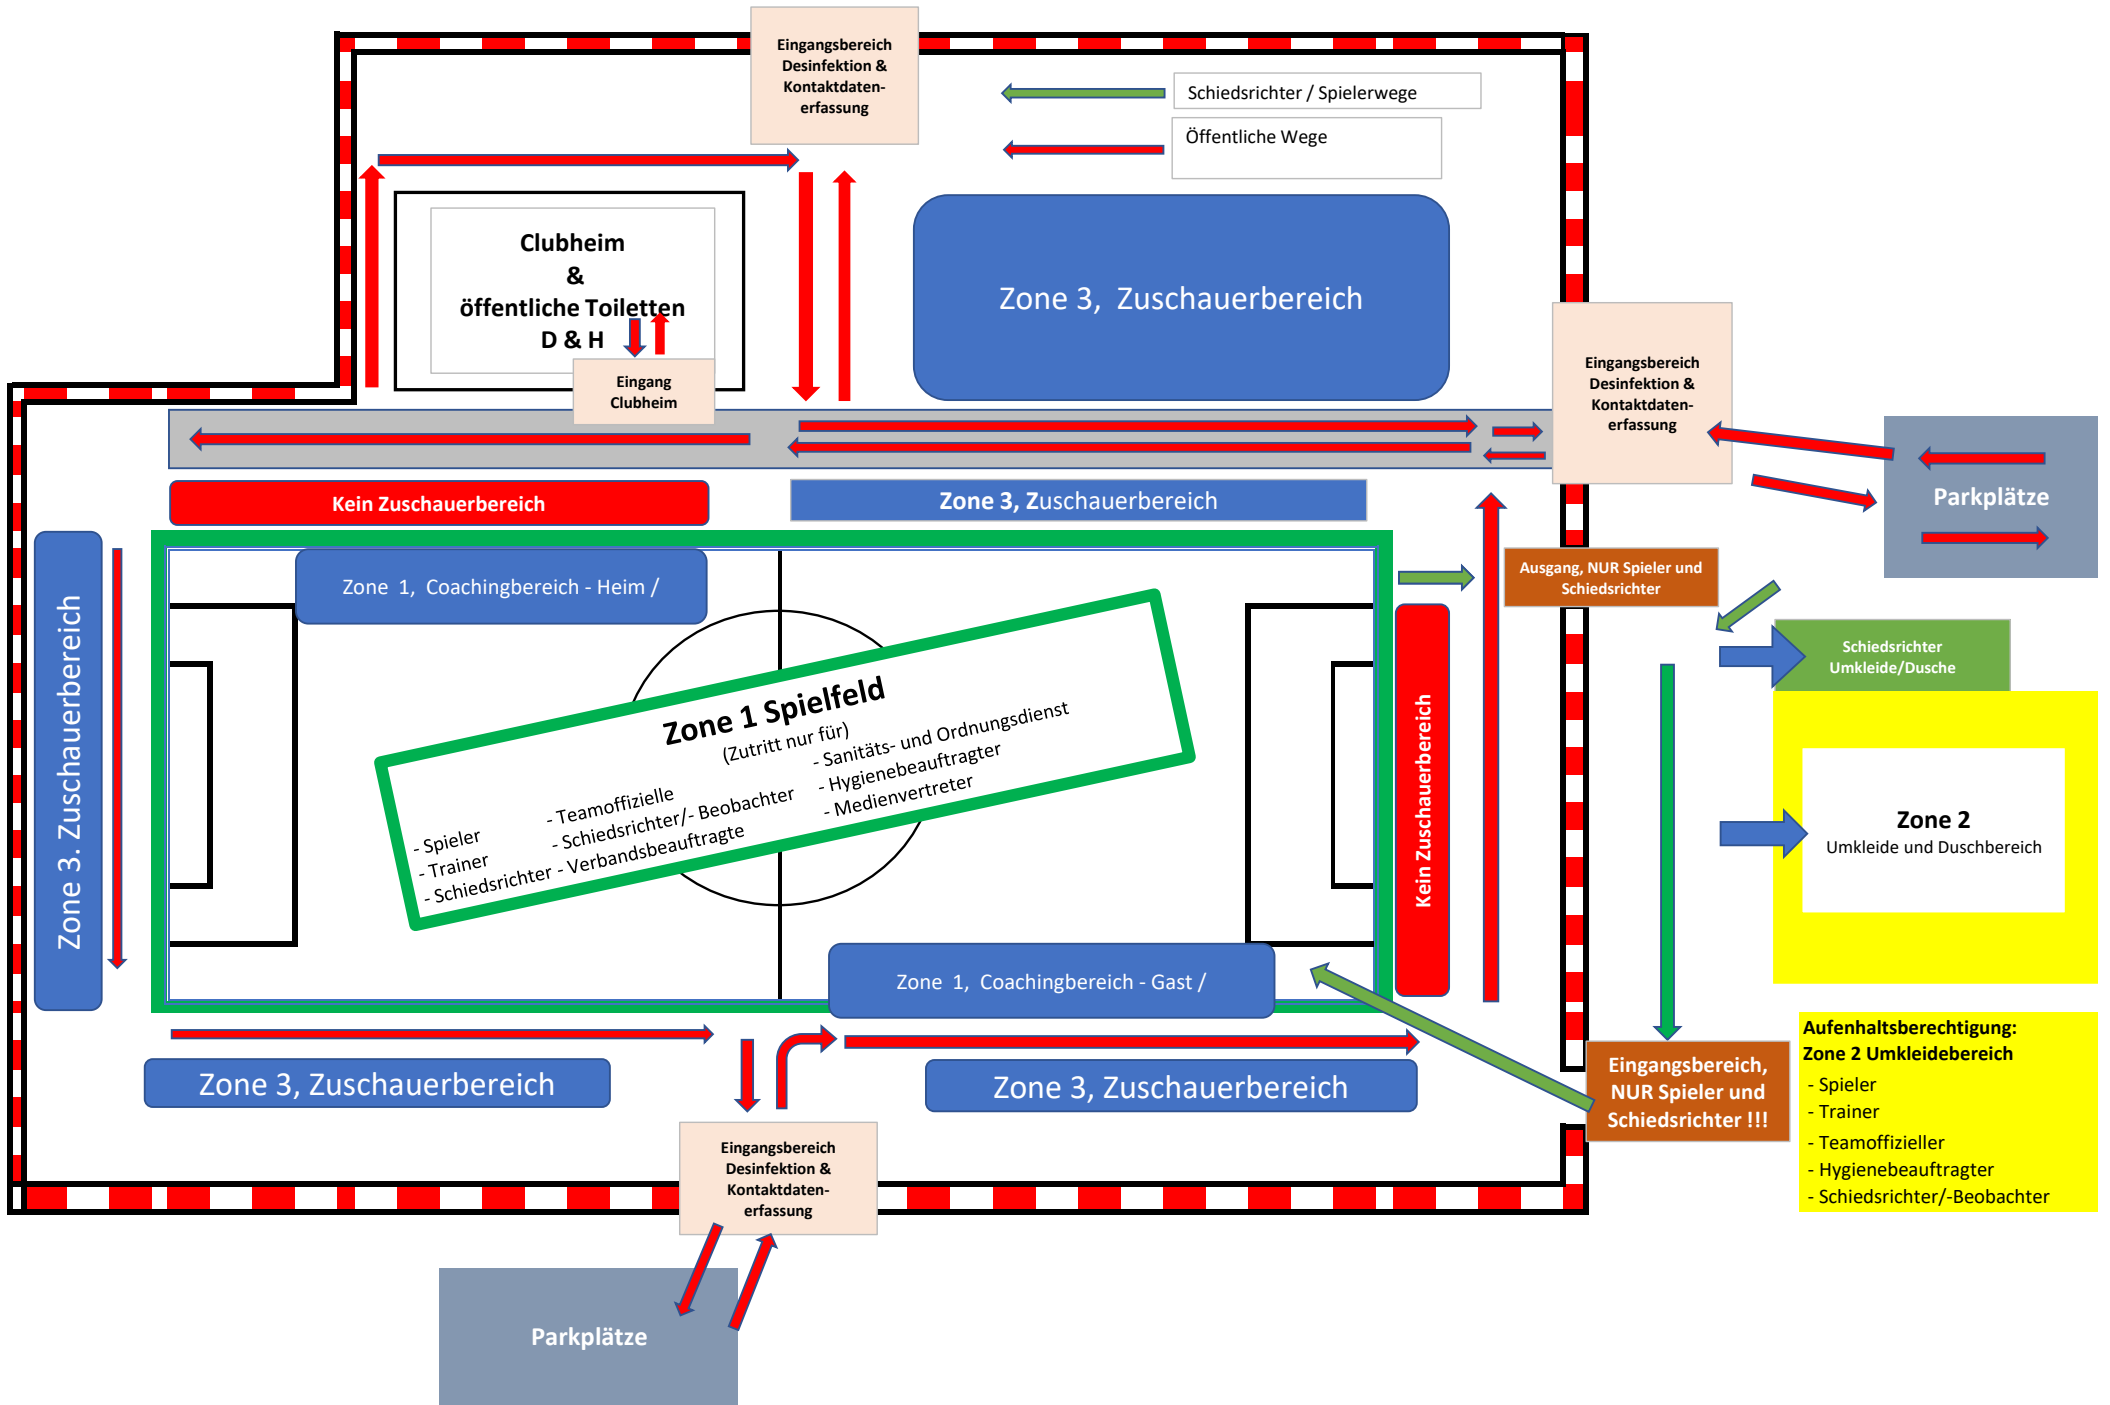 Eingangsbereich
Desinfektion &
Kontaktdaten-
erfassung
Schiedsrichter / Spielerwege
Öffentliche Wege
Clubheim
&
öffentliche Toiletten
D & H
Eingang
Clubheim
Zone 3, Zuschauerbereich
Eingangsbereich
Desinfektion &
Kontaktdaten-
erfassung
Parkplätze
Kein Zuschauerbereich
Zone 3, Zuschauerbereich
Zone 3. Zuschauerbereich
Zone 1, Coachingbereich - Heim /
Ausgang, NUR Spieler und
Schiedsrichter
Schiedsrichter
Umkleide/Dusche
Zone 1 Spielfeld
(Zutritt nur für)
- Spieler
- Trainer
- Schiedsrichter
- Teamoffizielle
- Schiedsrichter/- Beobachter
- Verbandsbeauftragte
- Sanitäts- und Ordnungsdienst
- Hygienebeauftragter
- Medienvertreter
Kein Zuschauerbereich
Zone 2
Umkleide und Duschbereich
Zone 1, Coachingbereich - Gast /
Zone 3, Zuschauerbereich
Zone 3, Zuschauerbereich
Eingangsbereich,
NUR Spieler und
Schiedsrichter !!!
Aufenhaltsberechtigung:
Zone 2 Umkleidebereich
- Spieler
- Trainer
- Teamoffizieller
- Hygienebeauftragter
- Schiedsrichter/-Beobachter
Eingangsbereich
Desinfektion &
Kontaktdaten-
erfassung
Parkplätze